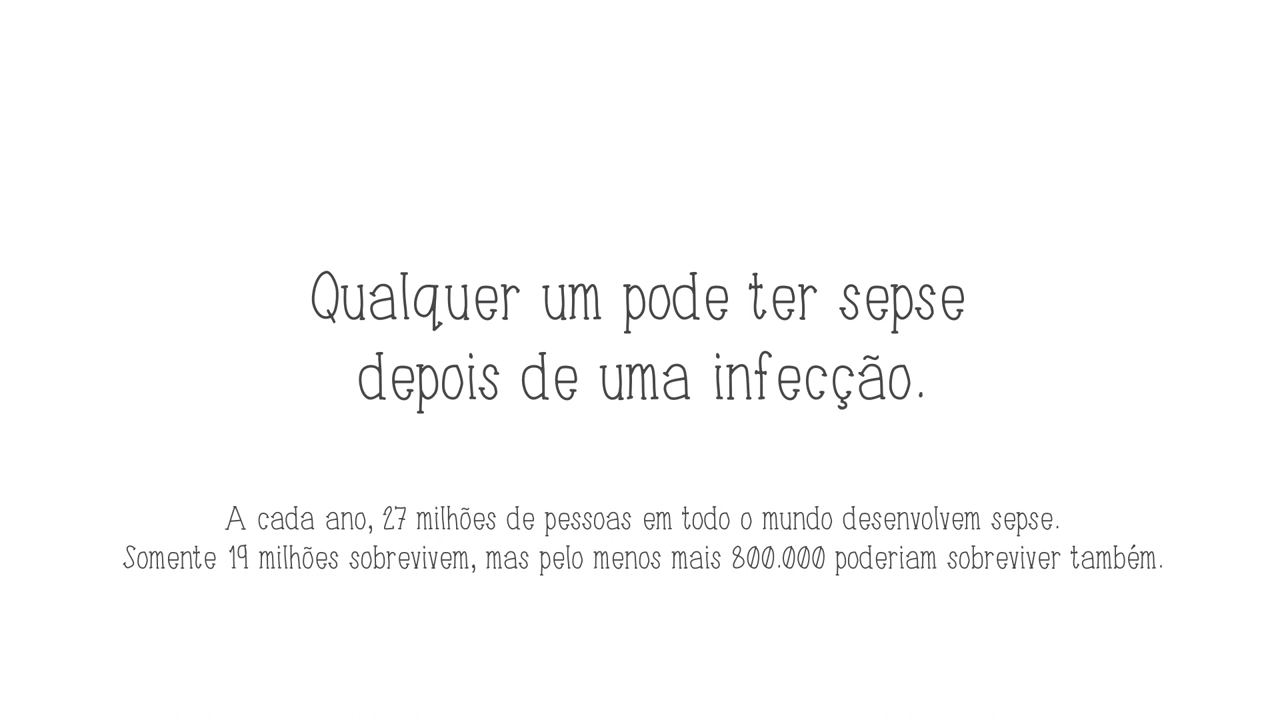 Qualquer um pode ter sepse
depois de uma infecção.
A cada ano, 27 milhões de pessoas em todo o mundo desenvolvem sepse.
Somente 19 milhões sobrevivem, mas pelo menos mais 800.000 poderiam sobreviver também.